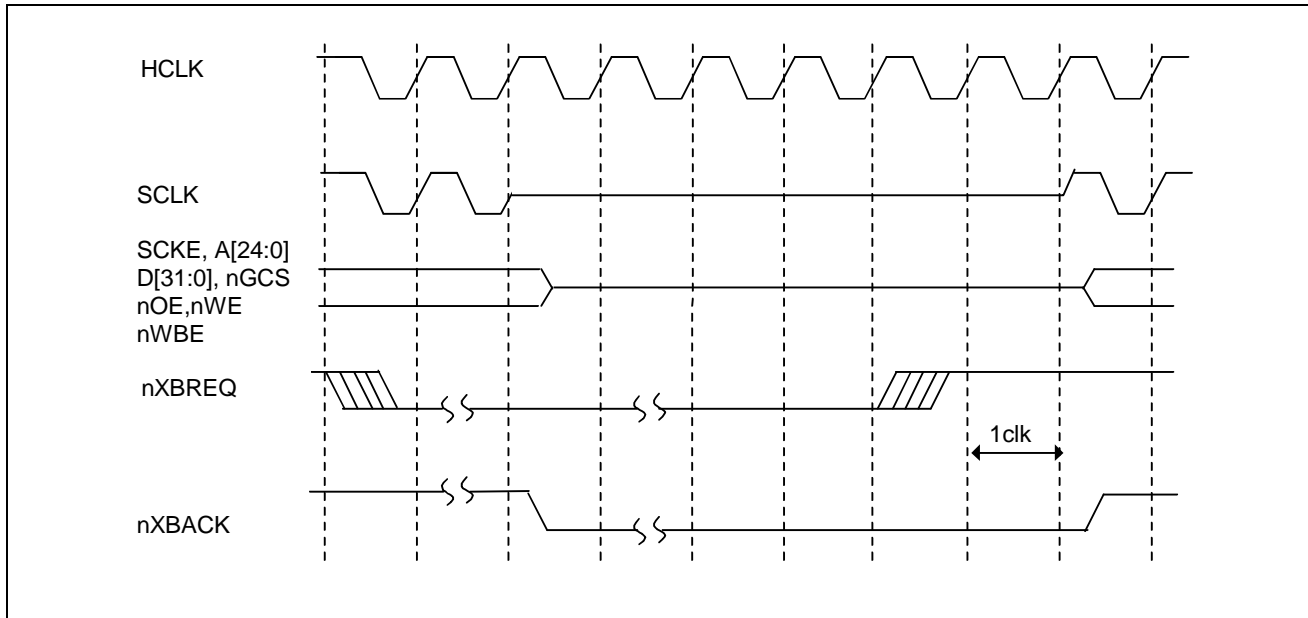 HCLK
SCLK
SCKE, A[24:0]
D[31:0], nGCS
nOE,nWE
nWBE
nXBREQ
1clk
nXBACK